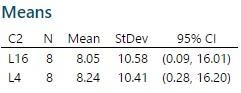 Means
C2 N Mean StDev 95% CI
L16 8 8.05 10.58 (0.09, 16.01)
L4 8 8.24 10.41 (0.28, 16.20)